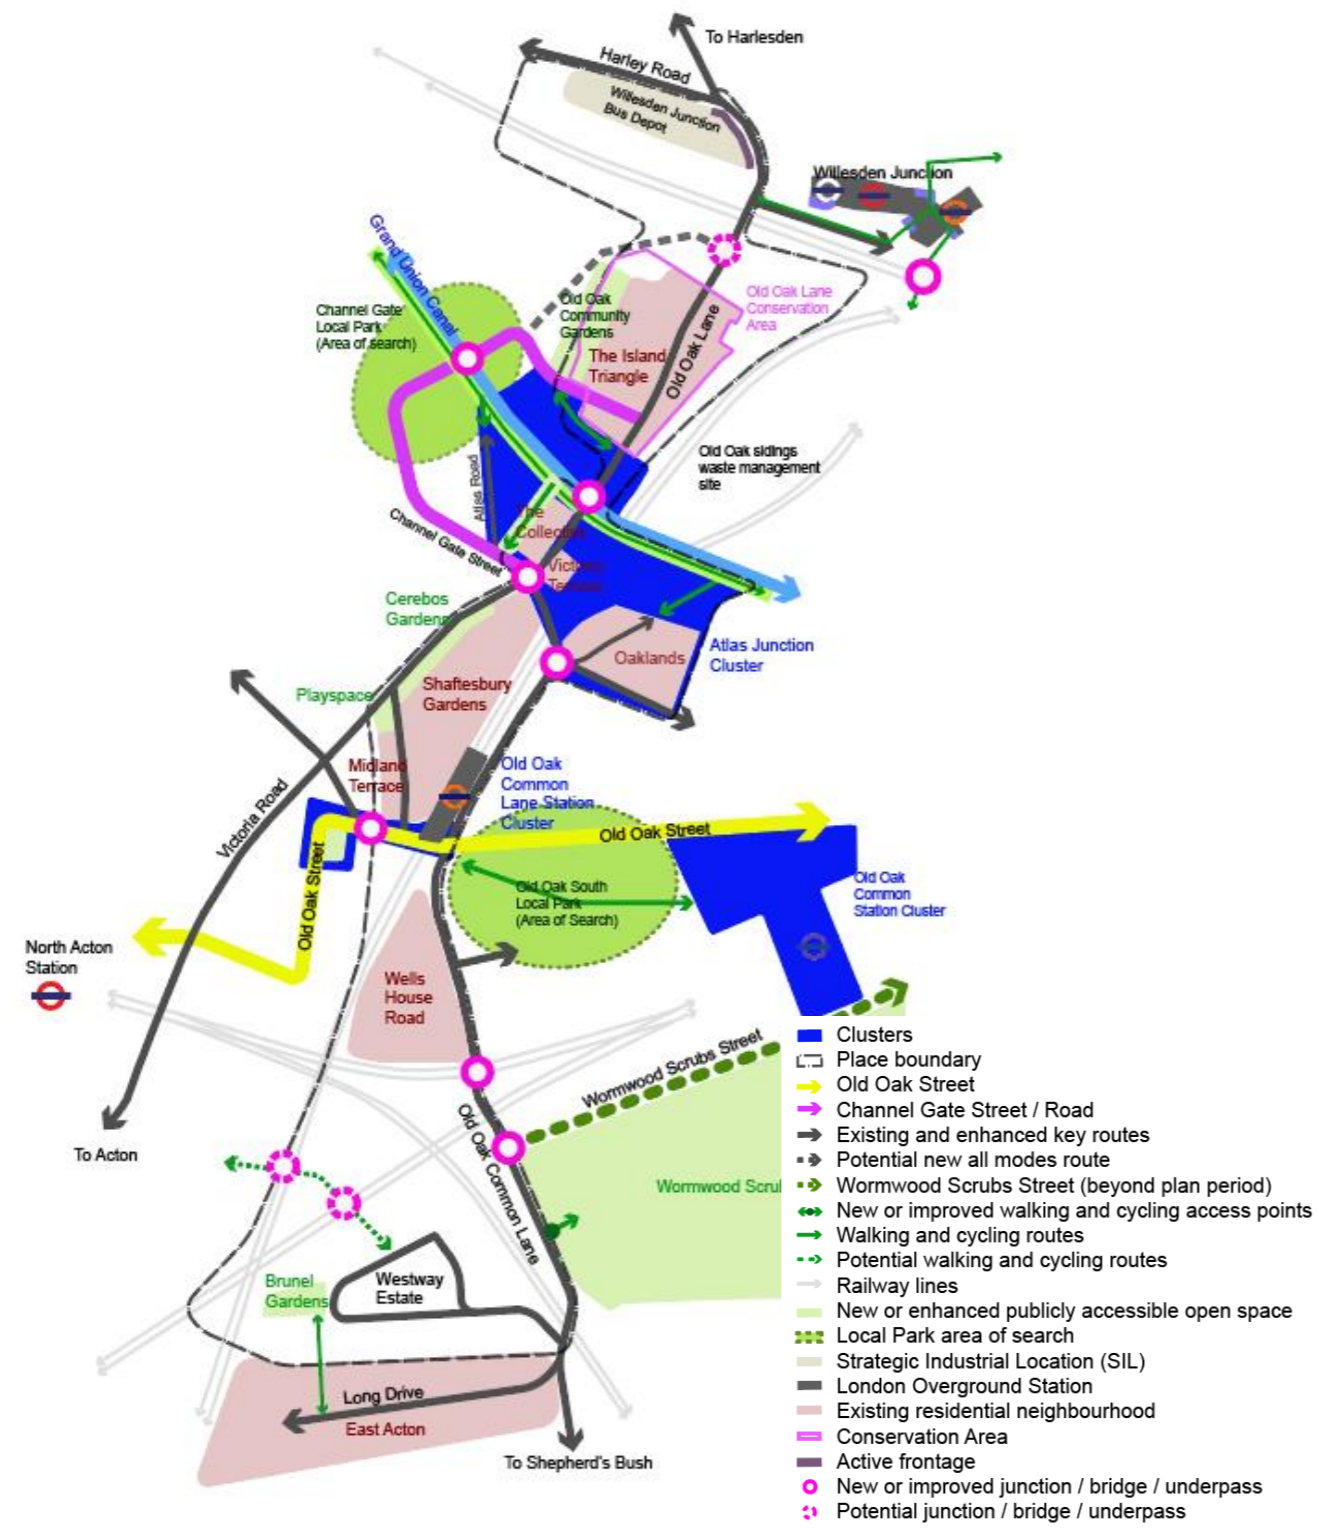 To Harlesden
Harley Road
Willesden Junction
Bus Depot
Willesden Junction
Grand Union Canal
Channel Gate
Local Park
(Area of search)
Old Oak
Community
Gardens
Old Oak Lane
Conservation
Area
The Island
Triangle
Old Oak Lane
Old Oak sidings
waste management
site
Atlas Road
The
Collective
Channel Gate Street
Victoria
Terrace
Cerebos
Gardens
Oaklands
Atlas Junction
Cluster
Playspace
Shaftesbury
Gardens
Midland
Terrace
Old Oak
Common
Lane Station
Cluster
Victoria Road
Old Oak Street
Old Oak Street
Old Oak South
Local Park
(Area of Search)
Old Oak
Common
Station Cluster
North Acton
Station
Wells
House
Road
Wormwood Scrubs Street
To Acton
Old Oak Common Lane
Wormwood Scru
Brunel
Gardens
Westway
Estate
Long Drive
East Acton
To Shepherd's Bush
Clusters
Place boundary
Old Oak Street
Channel Gate Street / Road
Existing and enhanced key routes
Potential new all modes route
Wormwood Scrubs Street (beyond plan period)
New or improved walking and cycling access points
Walking and cycling routes
Potential walking and cycling routes
Railway lines
New or enhanced publicly accessible open space
Local Park area of search
Strategic Industrial Location (SIL)
London Overground Station
Existing residential neighbourhood
Conservation Area
Active frontage
New or improved junction / bridge / underpass
Potential junction / bridge / underpass